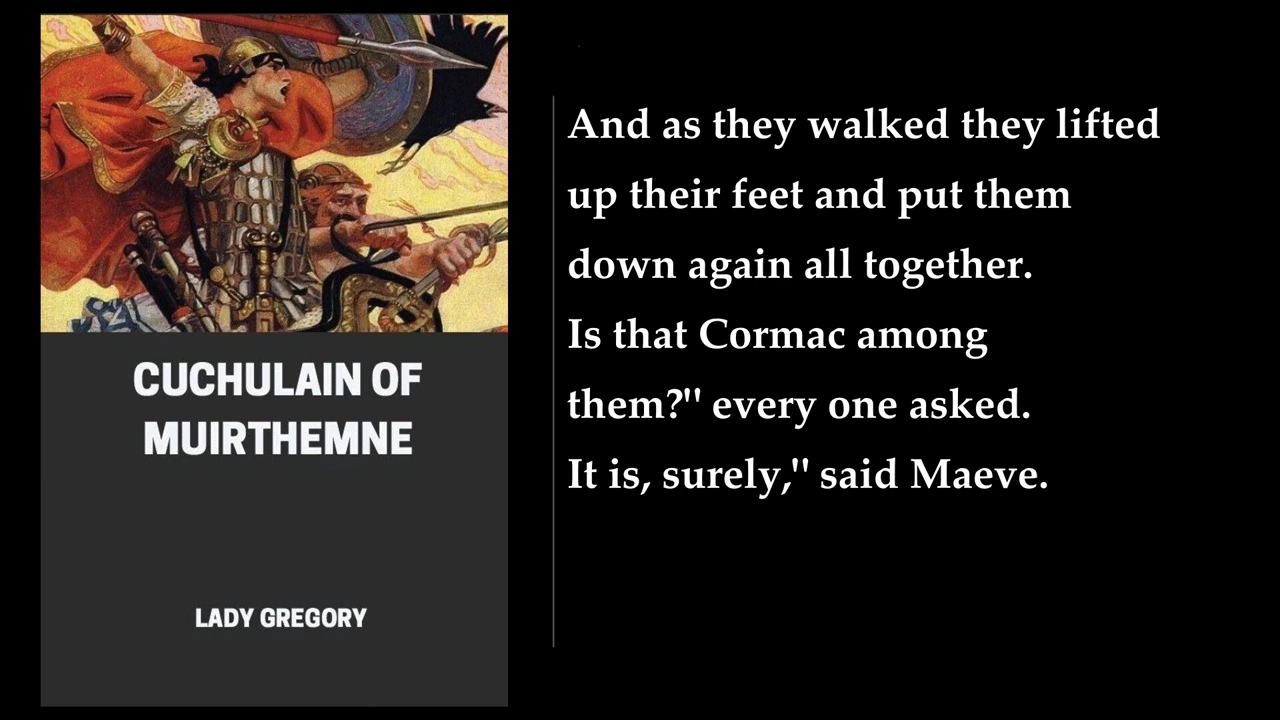 CUCHULAIN OF
MUIRTHEMNE
LADY GREGORY
And as they walked they lifted
up their feet and put them
down again all together.
Is that Cormac among
them?" every one asked.
It is, surely," said Maeve.